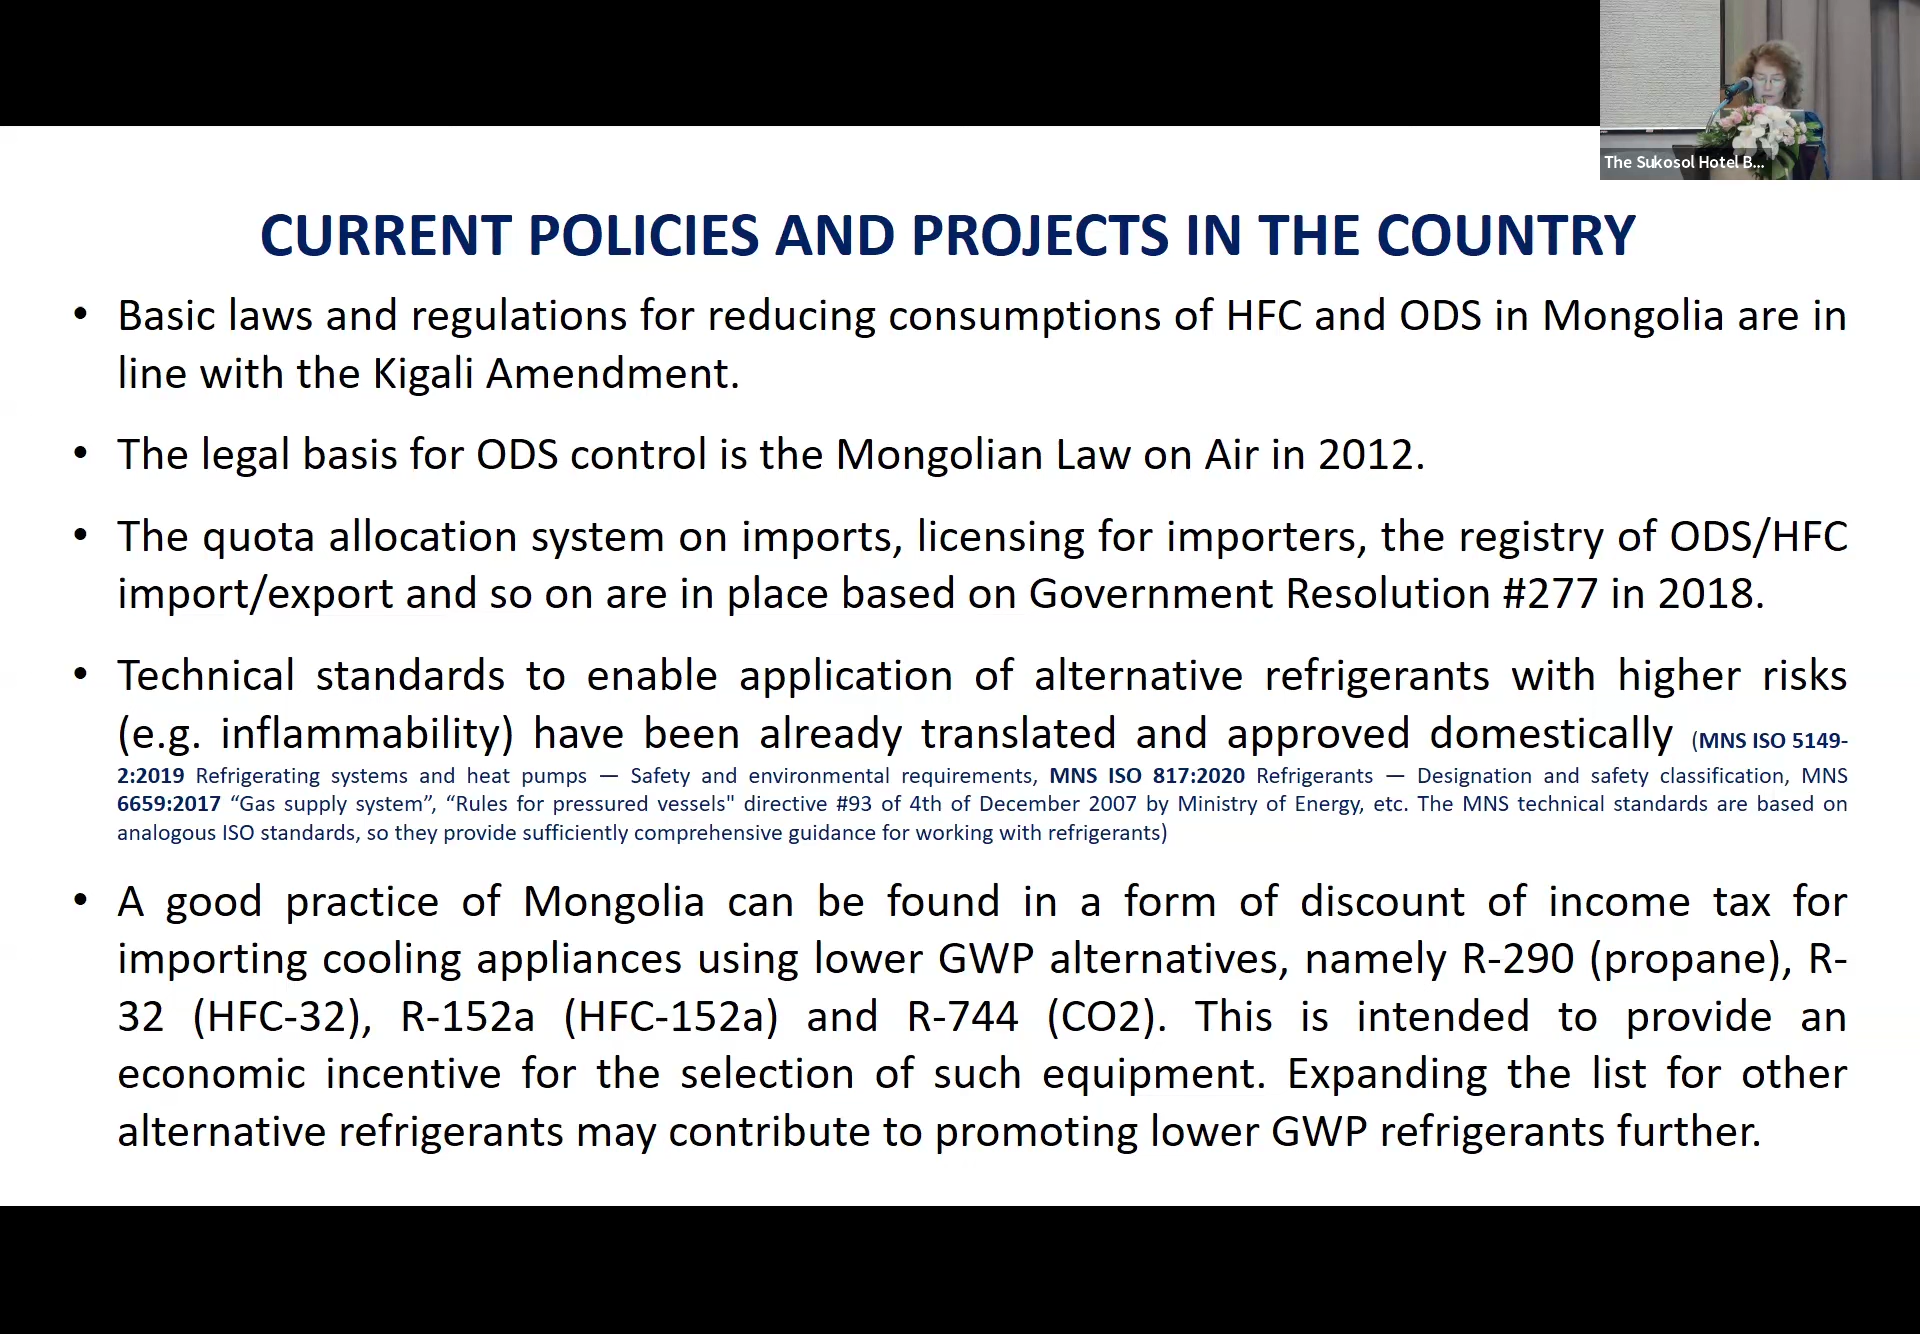 The Sukosol Hotel B...
CURRENT POLICIES AND PROJECTS IN THE COUNTRY
• Basic laws and regulations for reducing consumptions of HFC and ODS in Mongolia are in
line with the Kigali Amendment.
• The legal basis for ODS control is the Mongolian Law on Air in 2012.
• The quota allocation system on imports, licensing for importers, the registry of ODS/HFC
import/export and so on are in place based on Government Resolution #277 in 2018.
• Technical standards to enable application of alternative refrigerants with higher risks
(e.g. inflammability) have been already translated and approved domestically (MNS ISO 5149-
2:2019 Refrigerating systems and heat pumps — Safety and environmental requirements, MNS ISO 817:2020 Refrigerants — Designation and safety classification, MNS
6659:2017 “Gas supply system”, “Rules for pressured vessels" directive #93 of 4th of December 2007 by Ministry of Energy, etc. The MNS technical standards are based on
analogous ISO standards, so they provide sufficiently comprehensive guidance for working with refrigerants)
• A good practice of Mongolia can be found in a form of discount of income tax for
importing cooling appliances using lower GWP alternatives, namely R-290 (propane), R-
32 (HFC-32), R-152a (HFC-152a) and R-744 (CO2). This is intended to provide an
economic incentive for the selection of such equipment. Expanding the list for other
alternative refrigerants may contribute to promoting lower GWP refrigerants further.